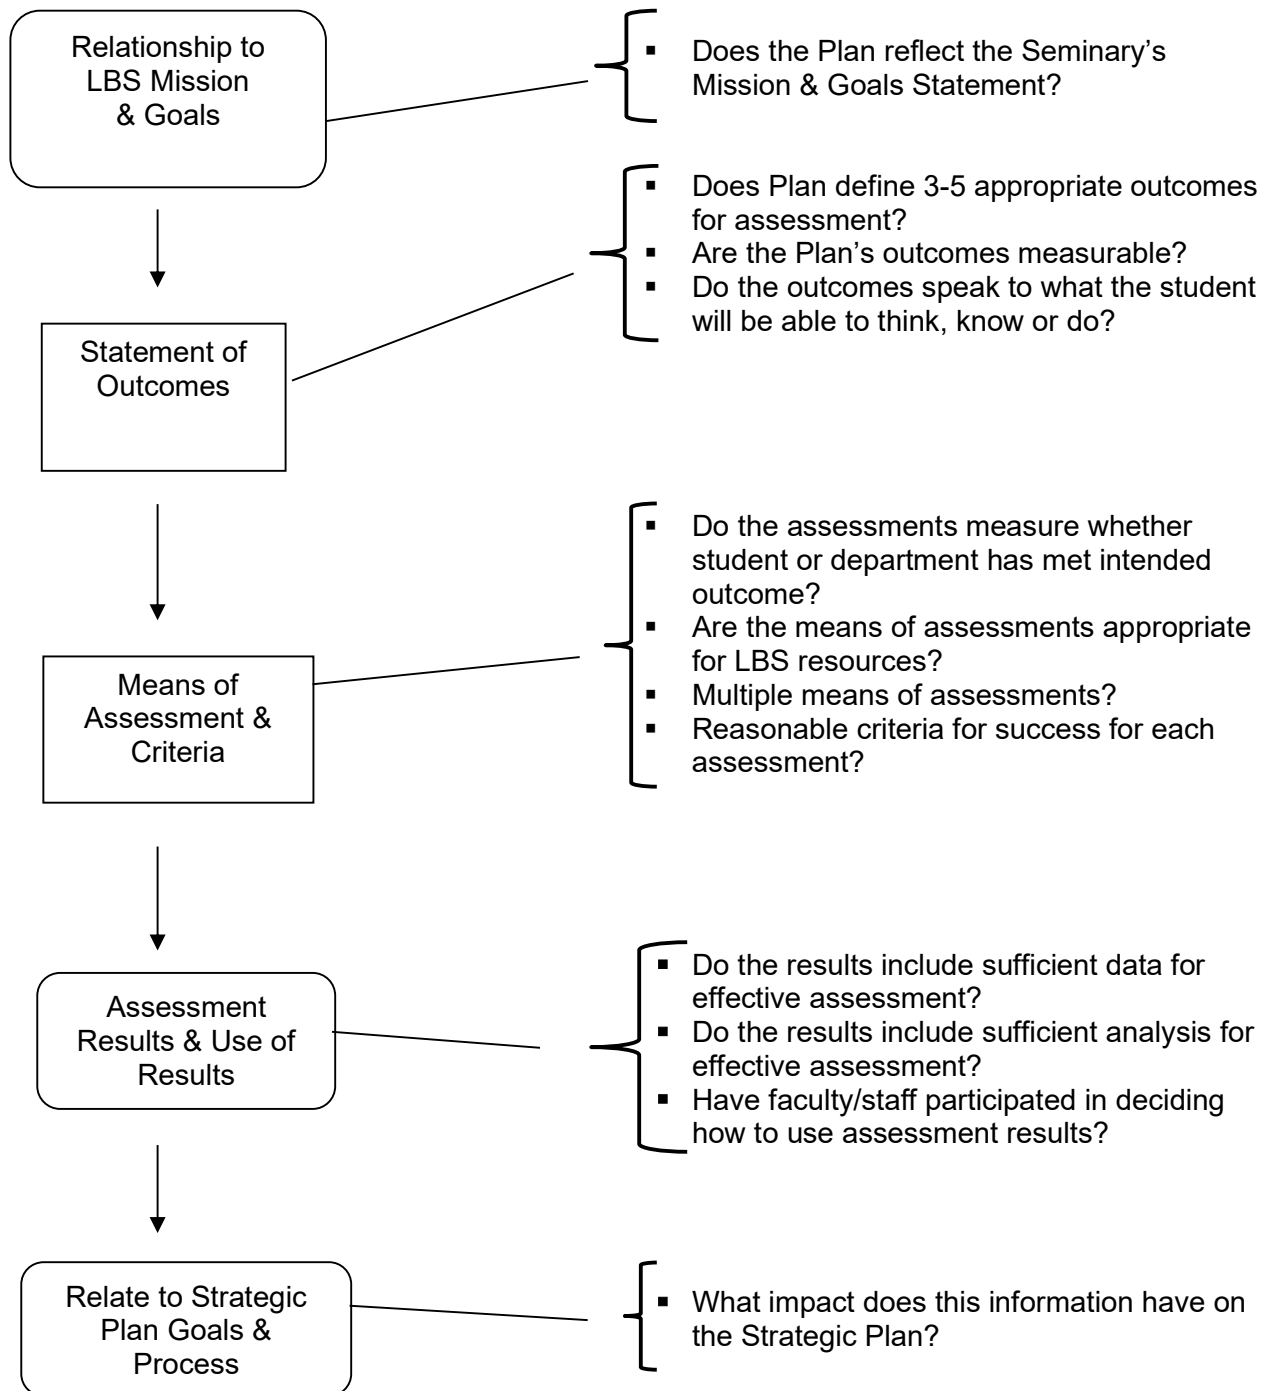 Relationship to
LBS Mission
& Goals
▪ Does the Plan reflect the Seminary’s
Mission & Goals Statement?
▪ Does Plan define 3-5 appropriate outcomes
for assessment?
▪ Are the Plan’s outcomes measurable?
▪ Do the outcomes speak to what the student
will be able to think, know or do?
Statement of
Outcomes
▪ Do the assessments measure whether
student or department has met intended
outcome?
▪ Are the means of assessments appropriate
for LBS resources?
▪ Multiple means of assessments?
▪ Reasonable criteria for success for each
assessment?
Means of
Assessment &
Criteria
▪ Do the results include sufficient data for
effective assessment?
▪ Do the results include sufficient analysis for
effective assessment?
▪ Have faculty/staff participated in deciding
how to use assessment results?
Assessment
Results & Use of
Results
Relate to Strategic
Plan Goals &
Process
▪ What impact does this information have on
the Strategic Plan?